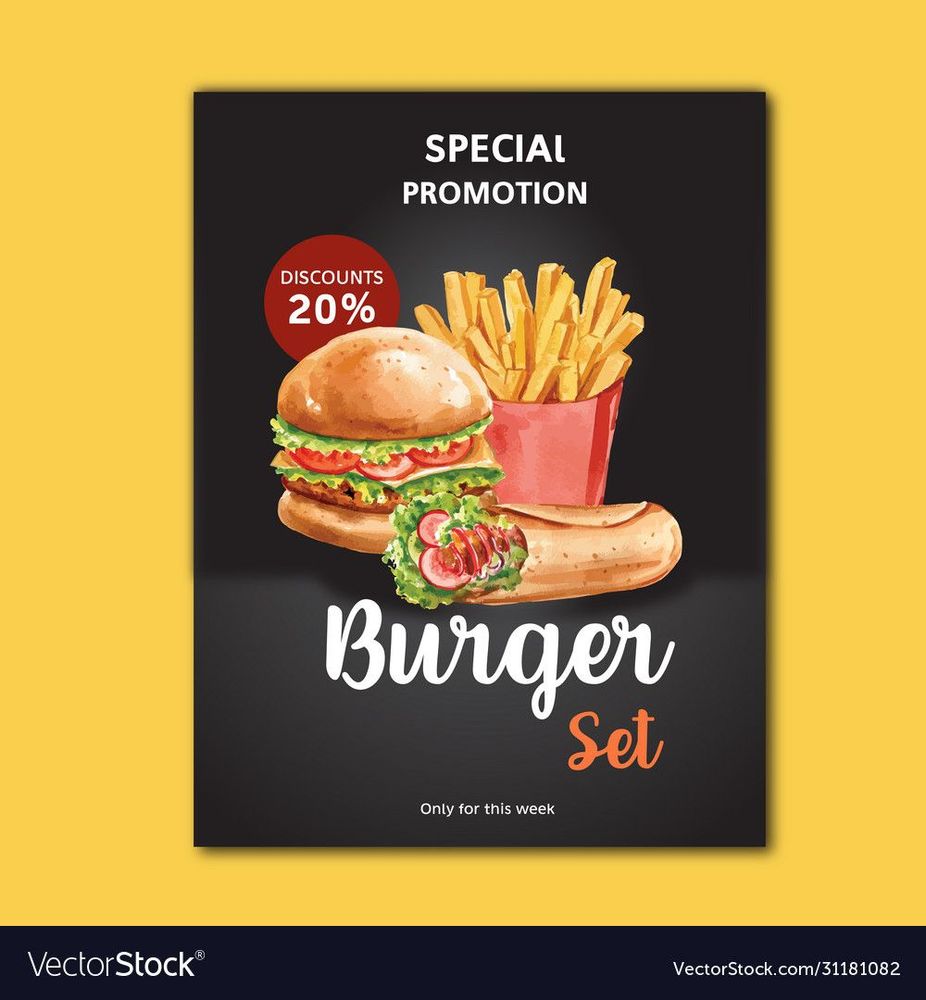 SPECIAl
PROMOTION
DISCOUNTS
20%
Burger
Set
Only for this week
VectorStock®
VectorStock.com/31181082